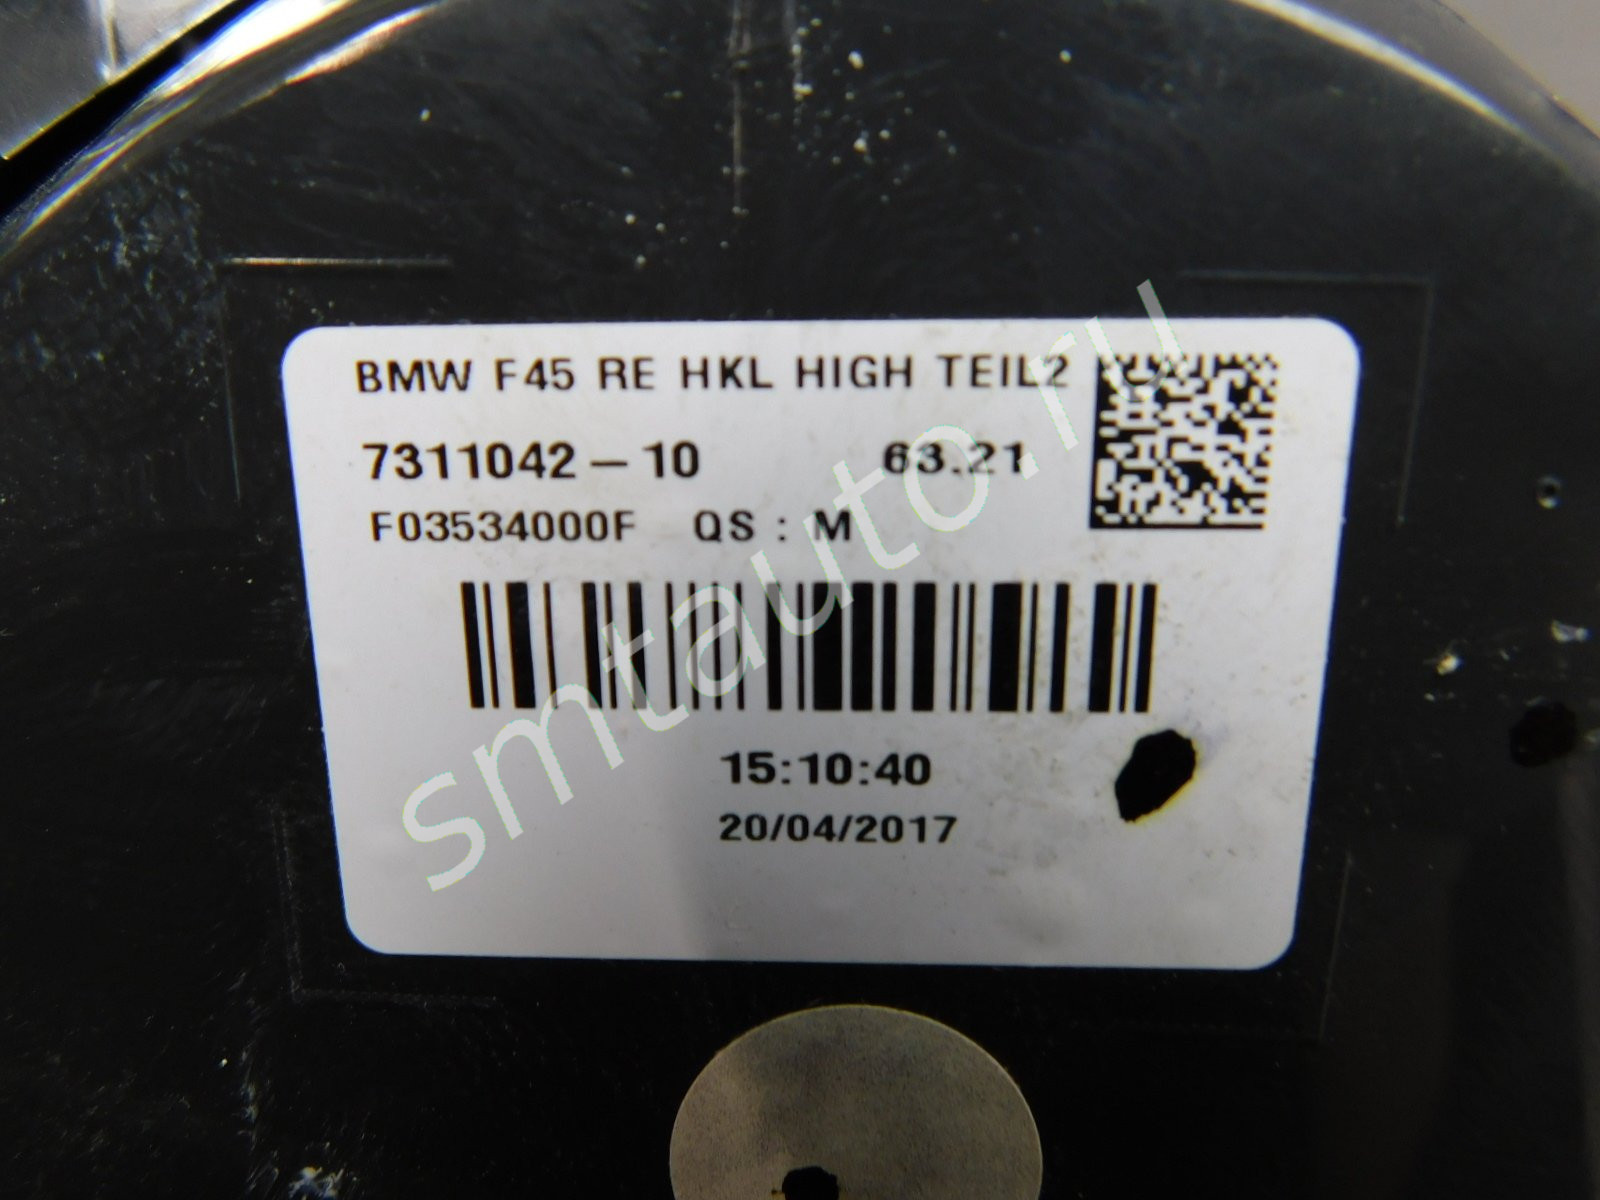 BMW F45 RE HKL HIGH TEIL2
7311042-10 63.21
F03534000F QS : M
15:10:40
20/04/2017
smtauto.ru